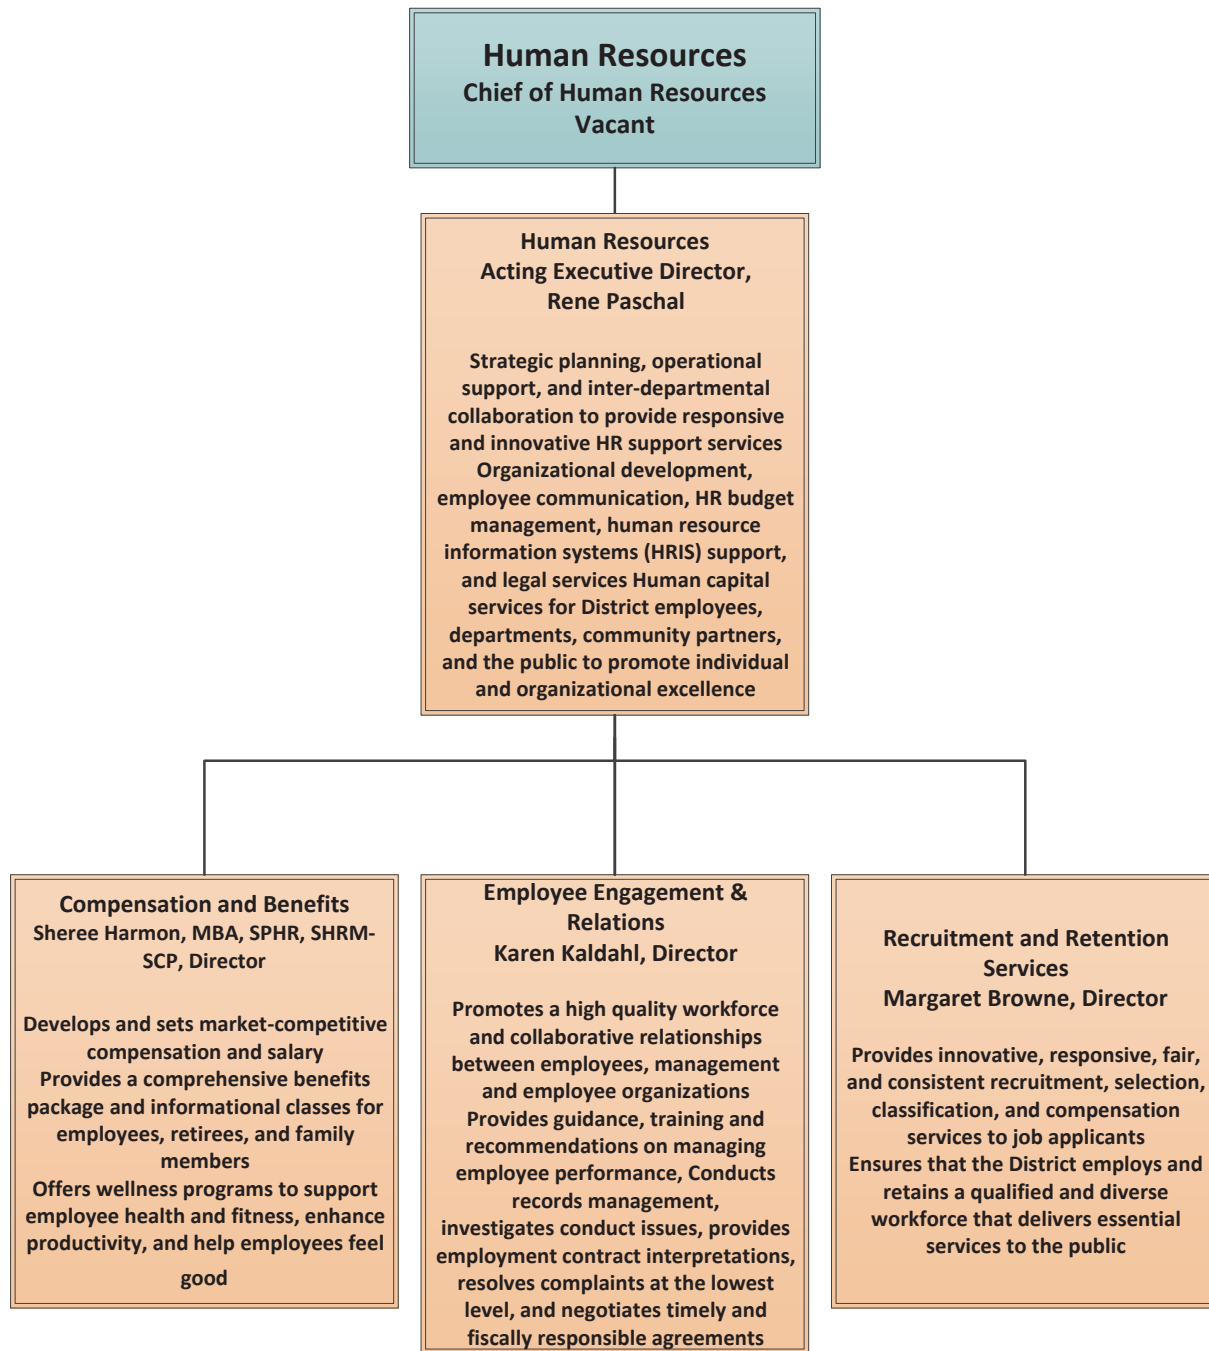 Human Resources
Chief of Human Resources
Vacant
Human Resources
Acting Executive Director,
Rene Paschal
Strategic planning, operational
support, and inter-departmental
collaboration to provide responsive
and innovative HR support services
Organizational development,
employee communication, HR budget
management, human resource
information systems (HRIS) support,
and legal services Human capital
services for District employees,
departments, community partners,
and the public to promote individual
and organizational excellence
Compensation and Benefits
Sheree Harmon, MBA, SPHR, SHRM-
SCP, Director
Develops and sets market-competitive
compensation and salary
Provides a comprehensive benefits
package and informational classes for
employees, retirees, and family
members
Offers wellness programs to support
employee health and fitness, enhance
productivity, and help employees feel
good
Employee Engagement &
Relations
Karen Kaldahl, Director
Promotes a high quality workforce
and collaborative relationships
between employees, management
and employee organizations
Provides guidance, training and
recommendations on managing
employee performance, Conducts
records management,
investigates conduct issues, provides
employment contract interpretations,
resolves complaints at the lowest
level, and negotiates timely and
fiscally responsible agreements
Recruitment and Retention
Services
Margaret Browne, Director
Provides innovative, responsive, fair,
and consistent recruitment, selection,
classification, and compensation
services to job applicants
Ensures that the District employs and
retains a qualified and diverse
workforce that delivers essential
services to the public